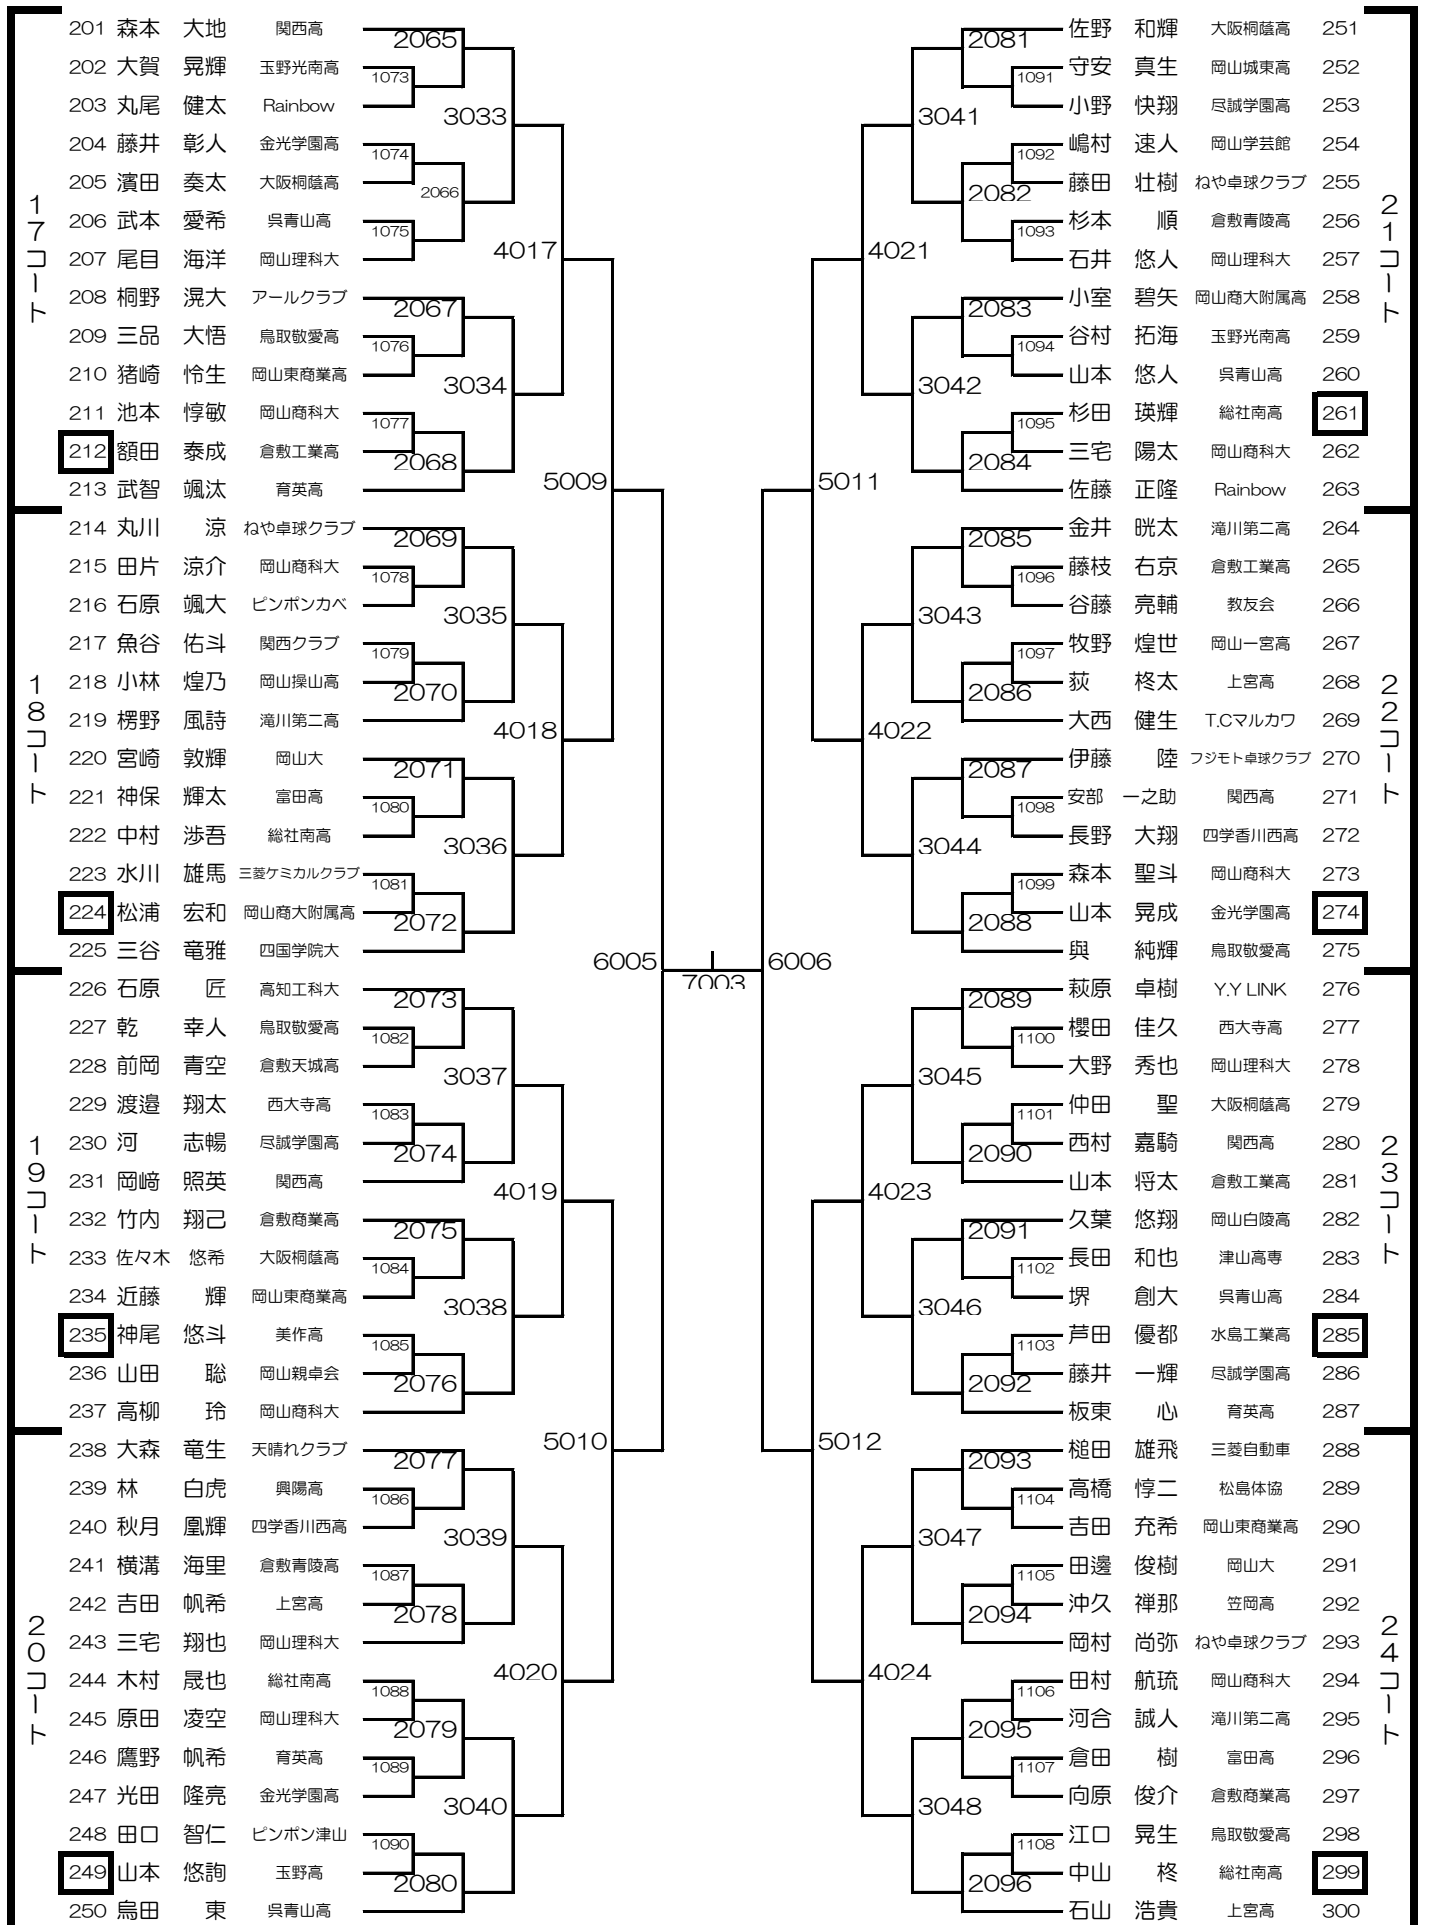 17コート
201 森本 大地 関西高
202 大賀 晃輝 玉野光南高
203 丸尾 健太 Rainbow
204 藤井 彰人 金光学園高
205 濱田 奏太 大阪桐蔭高
206 武本 愛希 呉青山高
207 尾目 海洋 岡山理科大
208 桐野 滉大 アールクラブ
209 三品 大悟 鳥取敬愛高
210 猪崎 怜生 岡山東商業高
211 池本 惇敏 岡山商科大
212 額田 泰成 倉敷工業高
213 武智 颯汰 育英高
18コート
214 丸川 涼 ねや卓球クラブ
215 田片 涼介 岡山商科大
216 石原 颯大 ピンポンカベ
217 魚谷 佑斗 関西クラブ
218 小林 煌乃 岡山操山高
219 楞野 風詩 滝川第二高
220 宮崎 敦輝 岡山大
221 神保 輝太 富田高
222 中村 渉吾 総社南高
223 水川 雄馬 三菱ケミカルクラブ
224 松浦 宏和 岡山商大附属高
225 三谷 竜雅 四国学院大
19コート
226 石原 匠 高知工科大
227 乾 幸人 鳥取敬愛高
228 前岡 青空 倉敷天城高
229 渡邉 翔太 西大寺高
230 河 志暢 尽誠学園高
231 岡﨑 照英 関西高
232 竹内 翔己 倉敷商業高
233 佐々木 悠希 大阪桐蔭高
234 近藤 輝 岡山東商業高
235 神尾 悠斗 美作高
236 山田 聡 岡山親卓会
237 高柳 玲 岡山商科大
20コート
238 大森 竜生 天晴れクラブ
239 林 白虎 興陽高
240 秋月 凰輝 四学香川西高
241 横溝 海里 倉敷青陵高
242 吉田 帆希 上宮高
243 三宅 翔也 岡山理科大
244 木村 晟也 総社南高
245 原田 凌空 岡山理科大
246 鷹野 帆希 育英高
247 光田 隆亮 金光学園高
248 田口 智仁 ピンポン津山
249 山本 悠詢 玉野高
250 烏田 東 呉青山高
1073
1074
1075
1076
1077
1078
1079
1080
1081
1082
1083
1084
1085
1086
1087
1088
1089
1090
2065
2066
2067
2068
2069
2070
2071
2072
2073
2074
2075
2076
2077
2078
2079
2080
3033
3034
3035
3036
3037
3038
3039
3040
4017
4018
4019
4020
5009
5010
6005
7003
6006
5011
5012
4021
4022
4023
4024
3041
3042
3043
3044
3045
3046
3047
3048
2081
2082
2083
2084
2085
2086
2087
2088
2089
2090
2091
2092
2093
2094
2095
2096
1091
1092
1093
1094
1095
1096
1097
1098
1099
1100
1101
1102
1103
1104
1105
1106
1107
1108
佐野 和輝 大阪桐蔭高 251
守安 真生 岡山城東高 252
小野 快翔 尽誠学園高 253
嶋村 速人 岡山学芸館 254
藤田 壮樹 ねや卓球クラブ 255
杉本 順 倉敷青陵高 256
石井 悠人 岡山理科大 257
小室 碧矢 岡山商大附属高 258
谷村 拓海 玉野光南高 259
山本 悠人 呉青山高 260
杉田 瑛輝 総社南高 261
三宅 陽太 岡山商科大 262
佐藤 正隆 Rainbow 263
21コート
金井 晄太 滝川第二高 264
藤枝 右京 倉敷工業高 265
谷藤 亮輔 教友会 266
牧野 煌世 岡山一宮高 267
荻 柊太 上宮高 268
大西 健生 T.Cマルカワ 269
伊藤 陸 フジモト卓球クラブ 270
安部 一之助 関西高 271
長野 大翔 四学香川西高 272
森本 聖斗 岡山商科大 273
山本 晃成 金光学園高 274
與 純輝 鳥取敬愛高 275
22コート
萩原 卓樹 Y.Y LINK 276
櫻田 佳久 西大寺高 277
大野 秀也 岡山理科大 278
仲田 聖 大阪桐蔭高 279
西村 嘉騎 関西高 280
山本 将太 倉敷工業高 281
久葉 悠翔 岡山白陵高 282
長田 和也 津山高専 283
堺 創大 呉青山高 284
芦田 優都 水島工業高 285
藤井 一輝 尽誠学園高 286
板東 心 育英高 287
23コート
槌田 雄飛 三菱自動車 288
高橋 惇二 松島体協 289
吉田 充希 岡山東商業高 290
田邊 俊樹 岡山大 291
沖久 禅那 笠岡高 292
岡村 尚弥 ねや卓球クラブ 293
田村 航琉 岡山商科大 294
河合 誠人 滝川第二高 295
倉田 樹 富田高 296
向原 俊介 倉敷商業高 297
江口 晃生 鳥取敬愛高 298
中山 柊 総社南高 299
石山 浩貴 上宮高 300
24コート